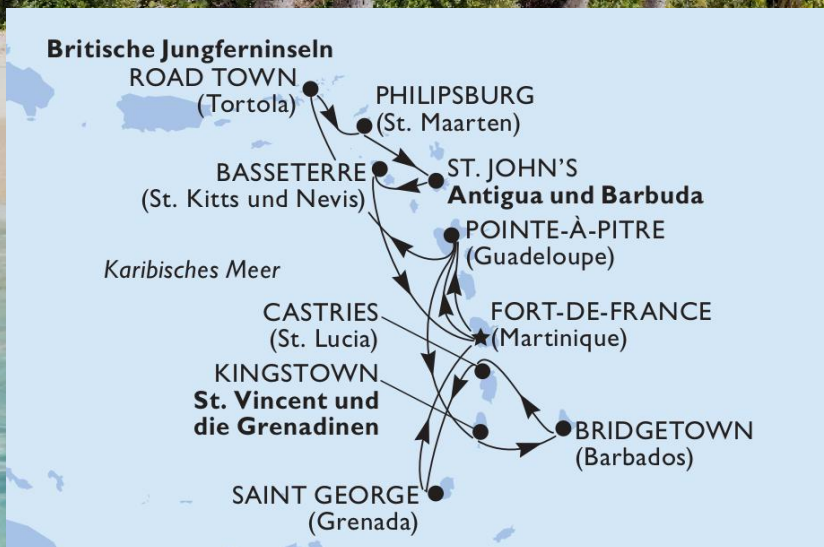 Britische Jungferninseln
ROAD TOWN
(Tortola)
PHILIPSBURG
(St. Maarten)
BASSETERRE
(St. Kitts und Nevis)
ST. JOHN'S
Antigua und Barbuda
POINTE-À-PITRE
(Guadeloupe)
Karibisches Meer
CASTRIES
(St. Lucia)
FORT-DE-FRANCE
(Martinique)
KINGSTOWN
St. Vincent und
die Grenadinen
BRIDGETOWN
(Barbados)
SAINT GEORGE
(Grenada)